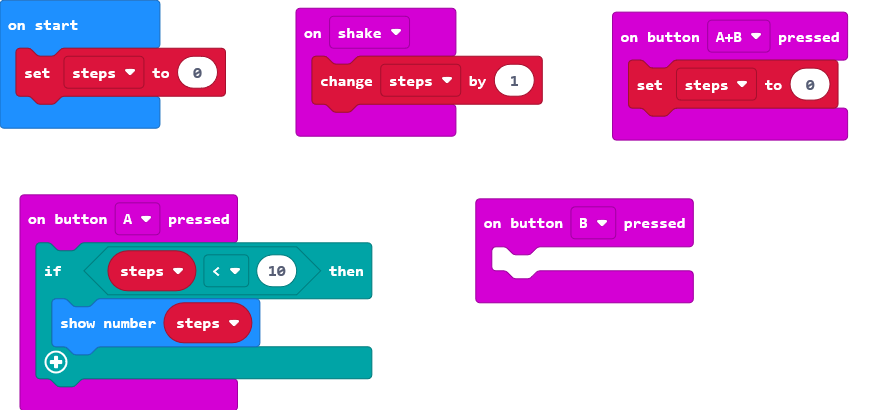 on start
set steps to 0
on shake
change steps by 1
on button A+B pressed
set steps to 0
on button A pressed
if steps < 10 then
show number steps
on button B pressed